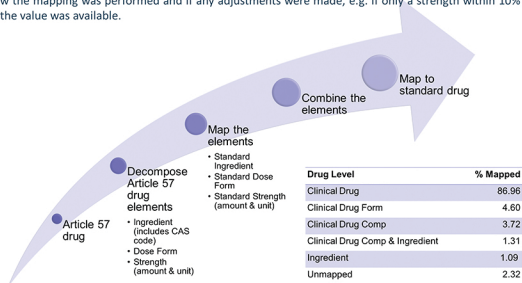 w the mapping was performed and if any adjustments were made, e.g. if only a strength within 10%
the value was available.
Map to
standard drug
Combine the
elements
Map the
elements
• Standard
Ingredient
• Standard Dose
Form
• Standard Strength
(amount & unit)
Decompose
Article 57
drug
elements
• Ingredient
(includes CAS
code)
• Dose Form
• Strength
(amount & unit)
Article 57
drug
Drug Level % Mapped
Clinical Drug 86.96
Clinical Drug Form 4.60
Clinical Drug Comp 3.72
Clinical Drug Comp & Ingredient 1.31
Ingredient 1.09
Unmapped 2.32